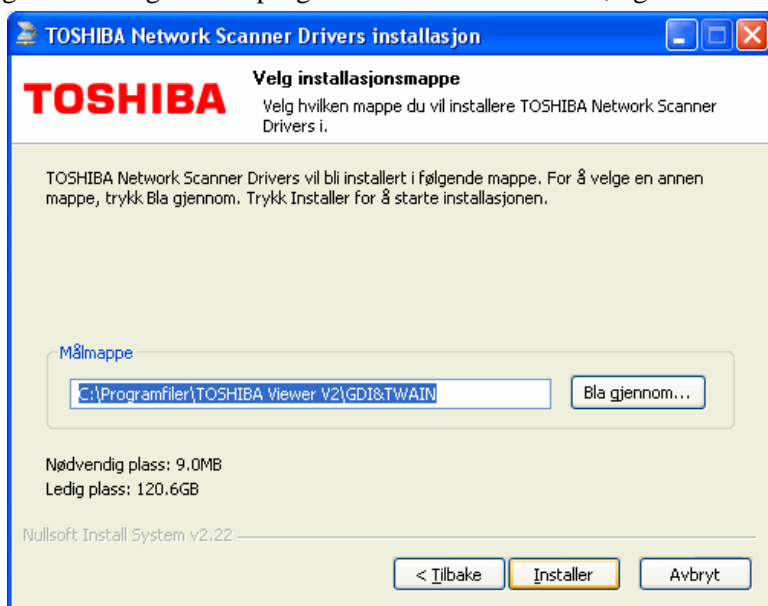 TOSHIBA Network Scanner Drivers installasjon
TOSHIBA
Velg installasjonsmappe
Velg hvilken mappe du vil installere TOSHIBA Network Scanner
Drivers i.
TOSHIBA Network Scanner Drivers vil bli installert i følgende mappe. For å velge en annen
mappe, trykk Bla gjennom. Trykk Installer for å starte installasjonen.
Målmappe
C:\Programfiler\TOSHIBA Viewer V2\GDI&TWAIN
Bla gjennom...
Nødvendig plass: 9.0MB
Ledig plass: 120.6GB
Nullsoft Install System v2.22
< Tilbake
Installer
Avbryt